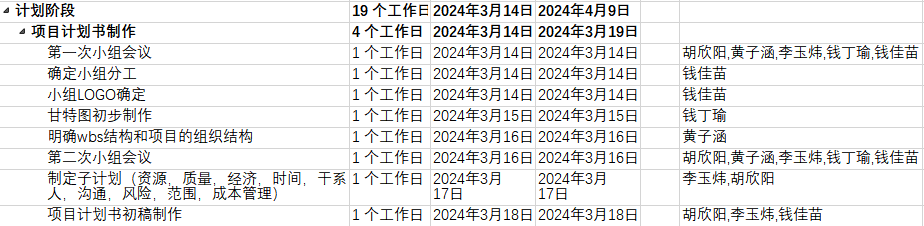 计划阶段 19 个工作日 2024年3月14日 2024年4月9日
项目计划书制作 4 个工作日 2024年3月14日 2024年3月19日
第一次小组会议 1 个工作日 2024年3月14日 2024年3月14日 胡欣阳,黄子涵,李玉炜,钱丁瑜,钱佳苗
确定小组分工 1 个工作日 2024年3月14日 2024年3月14日 钱佳苗
小组LOGO确定 1 个工作日 2024年3月14日 2024年3月14日 钱佳苗
甘特图初步制作 1 个工作日 2024年3月15日 2024年3月15日 钱丁瑜
明确wbs结构和项目的组织结构 1 个工作日 2024年3月16日 2024年3月16日 黄子涵
第二次小组会议 1 个工作日 2024年3月16日 2024年3月16日 胡欣阳,黄子涵,李玉炜,钱丁瑜,钱佳苗
制定子计划（资源，质量，经济，时间，干系 1 个工作日 2024年3月 2024年3月 李玉炜,胡欣阳
人，沟通，风险，范围，成本管理） 17日 17日
项目计划书初稿制作 1 个工作日 2024年3月18日 2024年3月18日 胡欣阳,李玉炜,钱佳苗